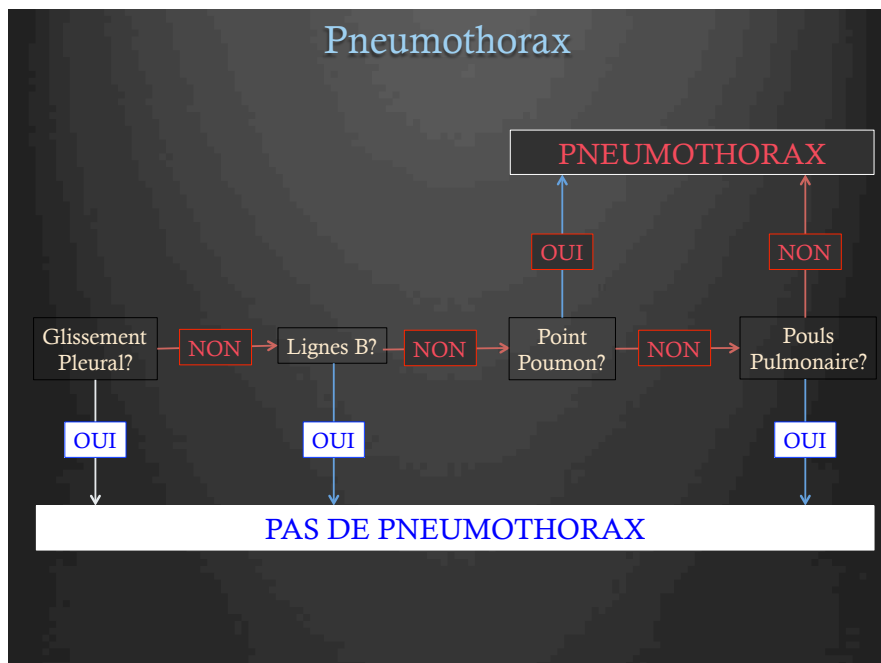 Pneumothorax
PNEUMOTHORAX
OUI
NON
Glissement
Pleural?
NON
Lignes B?
NON
Point
Poumon?
NON
Pouls
Pulmonaire?
OUI
OUI
OUI
PAS DE PNEUMOTHORAX